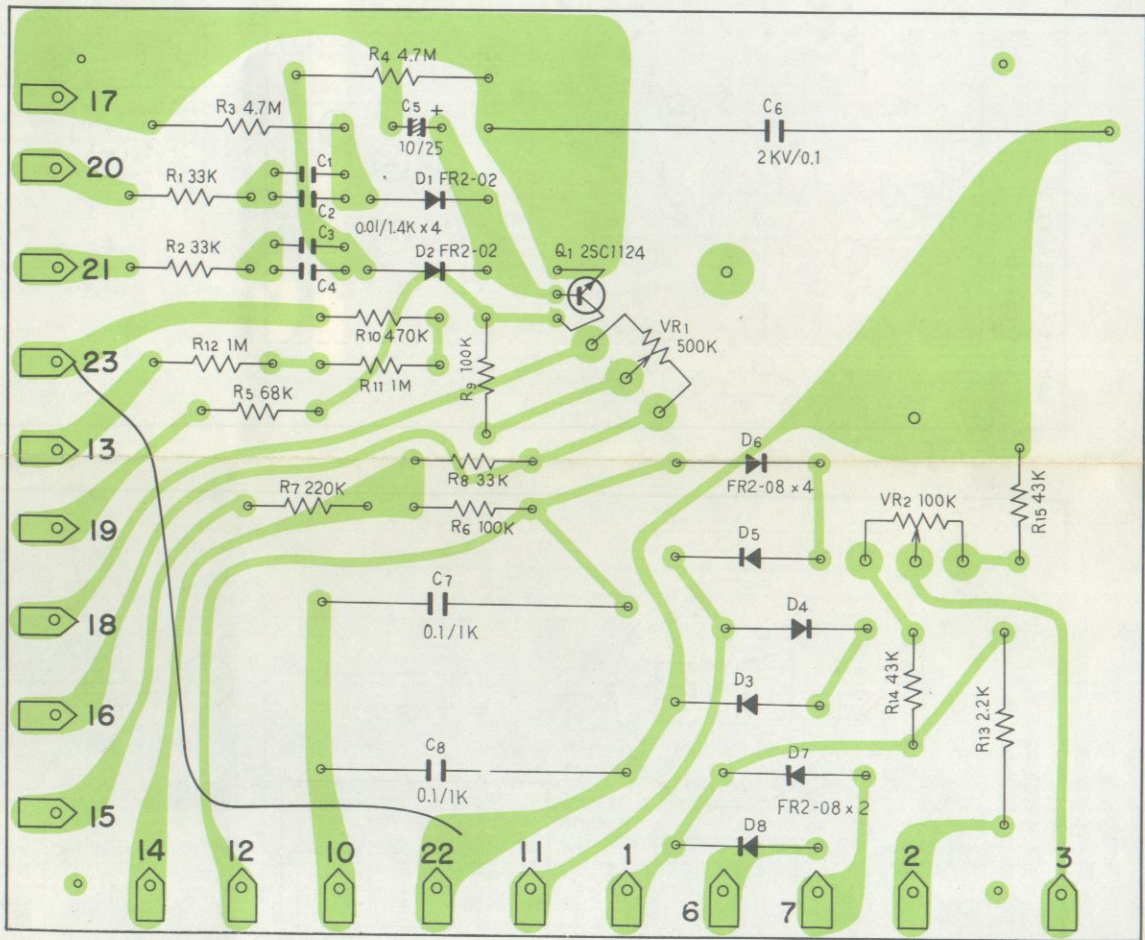 R4 4.7M
17
R3 4.7M
C5 +
10/25
C6
2KV/0.1
20
R1 33K
C1
C2
D1 FR2-02
0.01/1.4K × 4
21
R2 33K
C3
C4
D2 FR2-02
Q1 2SC1124
R10 470K
VR1
500K
23
R12 1M
R11 1M
R9 100K
R5 68K
13
R8 33K
D6
FR2-08 × 4
R7 220K
R6 100K
VR2 100K
R15 43K
19
D5
C7
0.1/1K
18
D4
16
D3
R14 43K
R13 2.2K
C8
0.1/1K
D7
FR2-08 × 2
15
D8
14
12
10
22
11
1
6
7
2
3